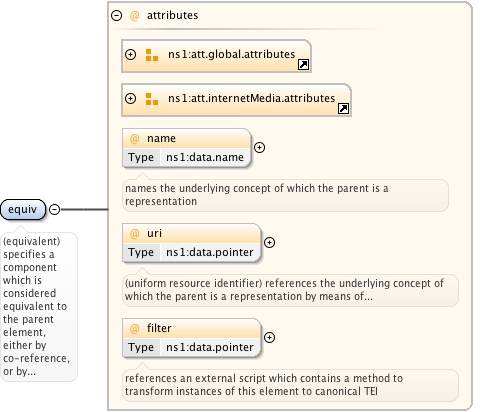 @ attributes
ns1:att.global.attributes
ns1:att.internetMedia.attributes
@ name
Type ns1:data.name
names the underlying concept of which the parent is a
representation
equiv
(equivalent)
specifies a
component
which is
considered
equivalent to
the parent
element,
either by
co-reference,
or by...
@ uri
Type ns1:data.pointer
(uniform resource identifier) references the underlying concept of
which the parent is a representation by means of...
@ filter
Type ns1:data.pointer
references an external script which contains a method to
transform instances of this element to canonical TEI